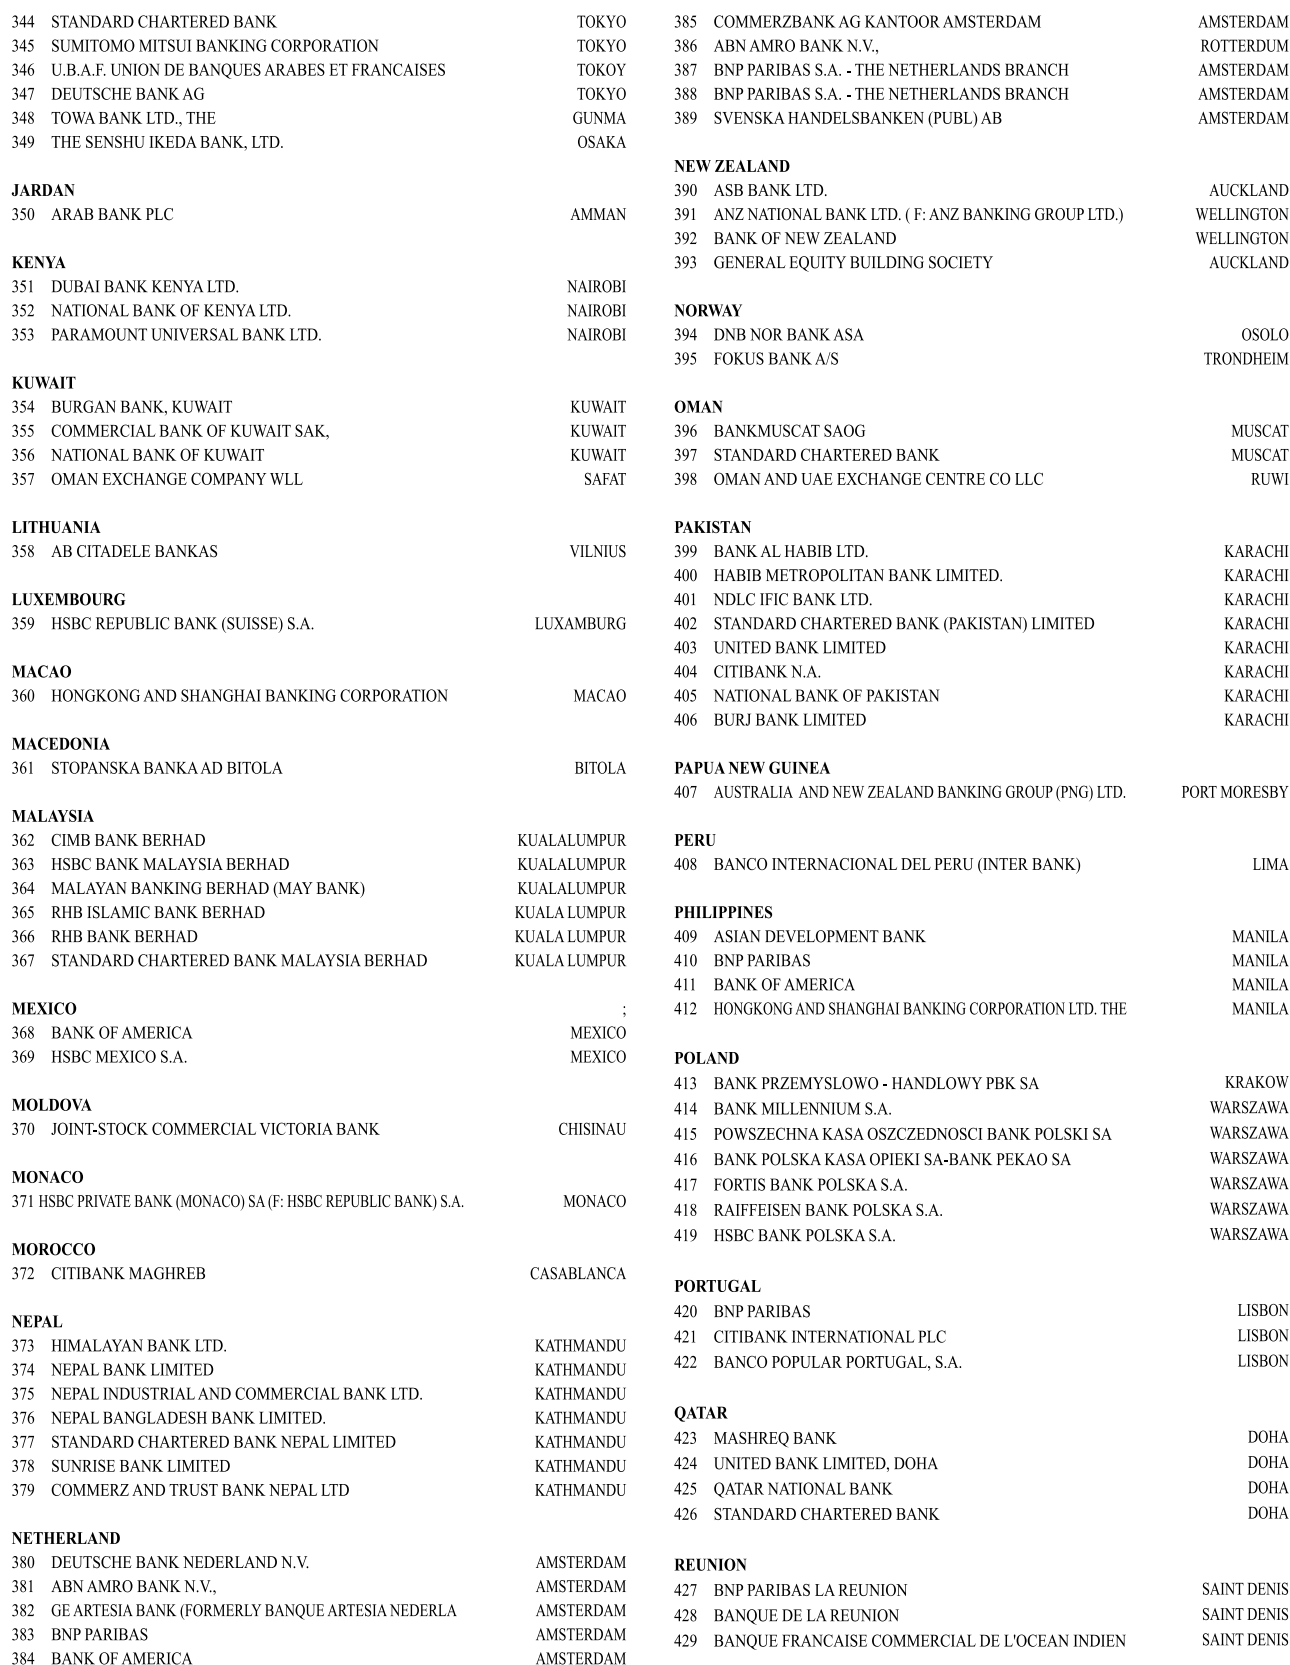 344 STANDARD CHARTERED BANK TOKYO
345 SUMITOMO MITSUI BANKING CORPORATION TOKYO
346 U.B.A.F. UNION DE BANQUES ARABES ET FRANCAISES TOKOY
347 DEUTSCHE BANK AG TOKYO
348 TOWA BANK LTD., THE GUNMA
349 THE SENSHU IKEDA BANK, LTD. OSAKA
JARDAN
350 ARAB BANK PLC AMMAN
KENYA
351 DUBAI BANK KENYA LTD. NAIROBI
352 NATIONAL BANK OF KENYA LTD. NAIROBI
353 PARAMOUNT UNIVERSAL BANK LTD. NAIROBI
KUWAIT
354 BURGAN BANK, KUWAIT KUWAIT
355 COMMERCIAL BANK OF KUWAIT SAK, KUWAIT
356 NATIONAL BANK OF KUWAIT KUWAIT
357 OMAN EXCHANGE COMPANY WLL SAFAT
LITHUANIA
358 AB CITADELE BANKAS VILNIUS
LUXEMBOURG
359 HSBC REPUBLIC BANK (SUISSE) S.A. LUXAMBURG
MACAO
360 HONGKONG AND SHANGHAI BANKING CORPORATION MACAO
MACEDONIA
361 STOPANSKA BANKA AD BITOLA BITOLA
MALAYSIA
362 CIMB BANK BERHAD KUALALUMPUR
363 HSBC BANK MALAYSIA BERHAD KUALALUMPUR
364 MALAYAN BANKING BERHAD (MAY BANK) KUALALUMPUR
365 RHB ISLAMIC BANK BERHAD KUALA LUMPUR
366 RHB BANK BERHAD KUALA LUMPUR
367 STANDARD CHARTERED BANK MALAYSIA BERHAD KUALA LUMPUR
MEXICO ;
368 BANK OF AMERICA MEXICO
369 HSBC MEXICO S.A. MEXICO
MOLDOVA
370 JOINT-STOCK COMMERCIAL VICTORIA BANK CHISINAU
MONACO
371 HSBC PRIVATE BANK (MONACO) SA (F: HSBC REPUBLIC BANK) S.A. MONACO
MOROCCO
372 CITIBANK MAGHREB CASABLANCA
NEPAL
373 HIMALAYAN BANK LTD. KATHMANDU
374 NEPAL BANK LIMITED KATHMANDU
375 NEPAL INDUSTRIAL AND COMMERCIAL BANK LTD. KATHMANDU
376 NEPAL BANGLADESH BANK LIMITED. KATHMANDU
377 STANDARD CHARTERED BANK NEPAL LIMITED KATHMANDU
378 SUNRISE BANK LIMITED KATHMANDU
379 COMMERZ AND TRUST BANK NEPAL LTD KATHMANDU
NETHERLAND
380 DEUTSCHE BANK NEDERLAND N.V. AMSTERDAM
381 ABN AMRO BANK N.V., AMSTERDAM
382 GE ARTESIA BANK (FORMERLY BANQUE ARTESIA NEDERLA AMSTERDAM
383 BNP PARIBAS AMSTERDAM
384 BANK OF AMERICA AMSTERDAM
385 COMMERZBANK AG KANTOOR AMSTERDAM AMSTERDAM
386 ABN AMRO BANK N.V., ROTTERDUM
387 BNP PARIBAS S.A. - THE NETHERLANDS BRANCH AMSTERDAM
388 BNP PARIBAS S.A. - THE NETHERLANDS BRANCH AMSTERDAM
389 SVENSKA HANDELSBANKEN (PUBL) AB AMSTERDAM
NEW ZEALAND
390 ASB BANK LTD. AUCKLAND
391 ANZ NATIONAL BANK LTD. ( F: ANZ BANKING GROUP LTD.) WELLINGTON
392 BANK OF NEW ZEALAND WELLINGTON
393 GENERAL EQUITY BUILDING SOCIETY AUCKLAND
NORWAY
394 DNB NOR BANK ASA OSOLO
395 FOKUS BANK A/S TRONDHEIM
OMAN
396 BANKMUSCAT SAOG MUSCAT
397 STANDARD CHARTERED BANK MUSCAT
398 OMAN AND UAE EXCHANGE CENTRE CO LLC RUWI
PAKISTAN
399 BANK AL HABIB LTD. KARACHI
400 HABIB METROPOLITAN BANK LIMITED. KARACHI
401 NDLC IFIC BANK LTD. KARACHI
402 STANDARD CHARTERED BANK (PAKISTAN) LIMITED KARACHI
403 UNITED BANK LIMITED KARACHI
404 CITIBANK N.A. KARACHI
405 NATIONAL BANK OF PAKISTAN KARACHI
406 BURJ BANK LIMITED KARACHI
PAPUA NEW GUINEA
407 AUSTRALIA AND NEW ZEALAND BANKING GROUP (PNG) LTD. PORT MORESBY
PERU
408 BANCO INTERNACIONAL DEL PERU (INTER BANK) LIMA
PHILIPPINES
409 ASIAN DEVELOPMENT BANK MANILA
410 BNP PARIBAS MANILA
411 BANK OF AMERICA MANILA
412 HONGKONG AND SHANGHAI BANKING CORPORATION LTD. THE MANILA
POLAND
413 BANK PRZEMYSLOWO - HANDLOWY PBK SA KRAKOW
414 BANK MILLENNIUM S.A. WARSZAWA
415 POWSZECHNA KASA OSZCZEDNOSCI BANK POLSKI SA WARSZAWA
416 BANK POLSKA KASA OPIEKI SA-BANK PEKAO SA WARSZAWA
417 FORTIS BANK POLSKA S.A. WARSZAWA
418 RAIFFEISEN BANK POLSKA S.A. WARSZAWA
419 HSBC BANK POLSKA S.A. WARSZAWA
PORTUGAL
420 BNP PARIBAS LISBON
421 CITIBANK INTERNATIONAL PLC LISBON
422 BANCO POPULAR PORTUGAL, S.A. LISBON
QATAR
423 MASHREQ BANK DOHA
424 UNITED BANK LIMITED, DOHA DOHA
425 QATAR NATIONAL BANK DOHA
426 STANDARD CHARTERED BANK DOHA
REUNION
427 BNP PARIBAS LA REUNION SAINT DENIS
428 BANQUE DE LA REUNION SAINT DENIS
429 BANQUE FRANCAISE COMMERCIAL DE L'OCEAN INDIEN SAINT DENIS